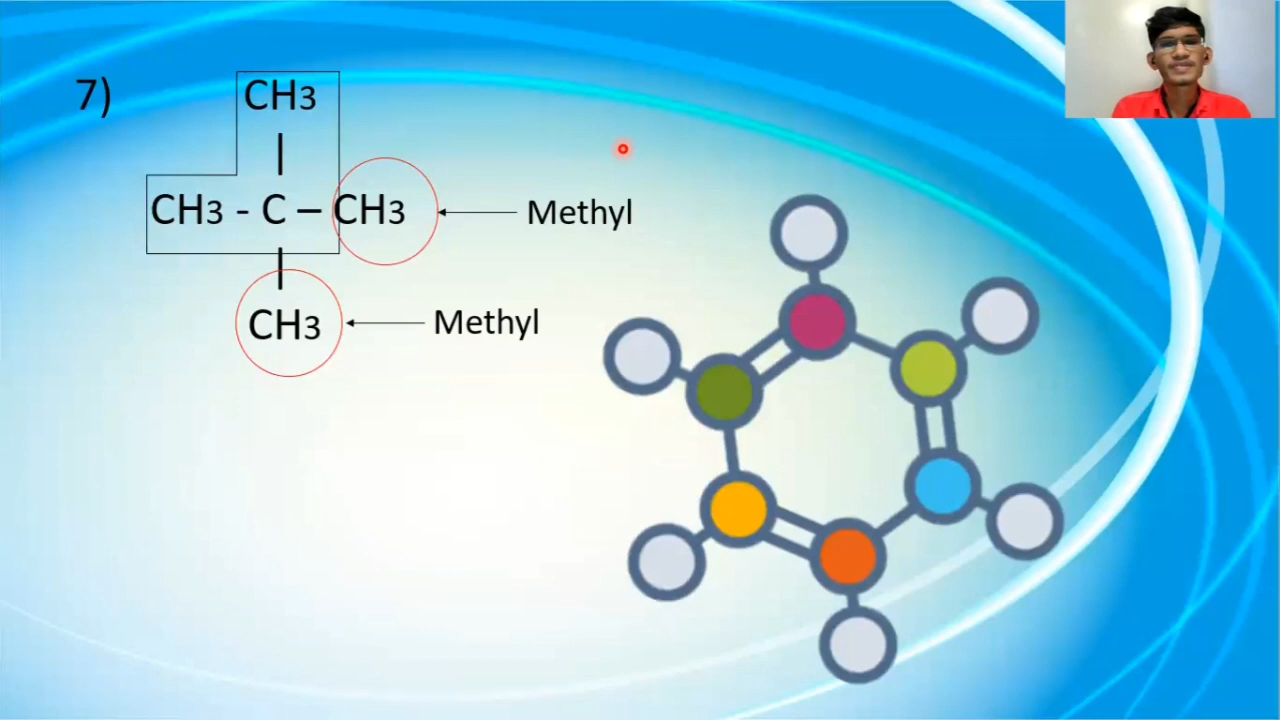 7)
CH3
|
CH3 - C – CH3
Methyl
|
CH3
Methyl